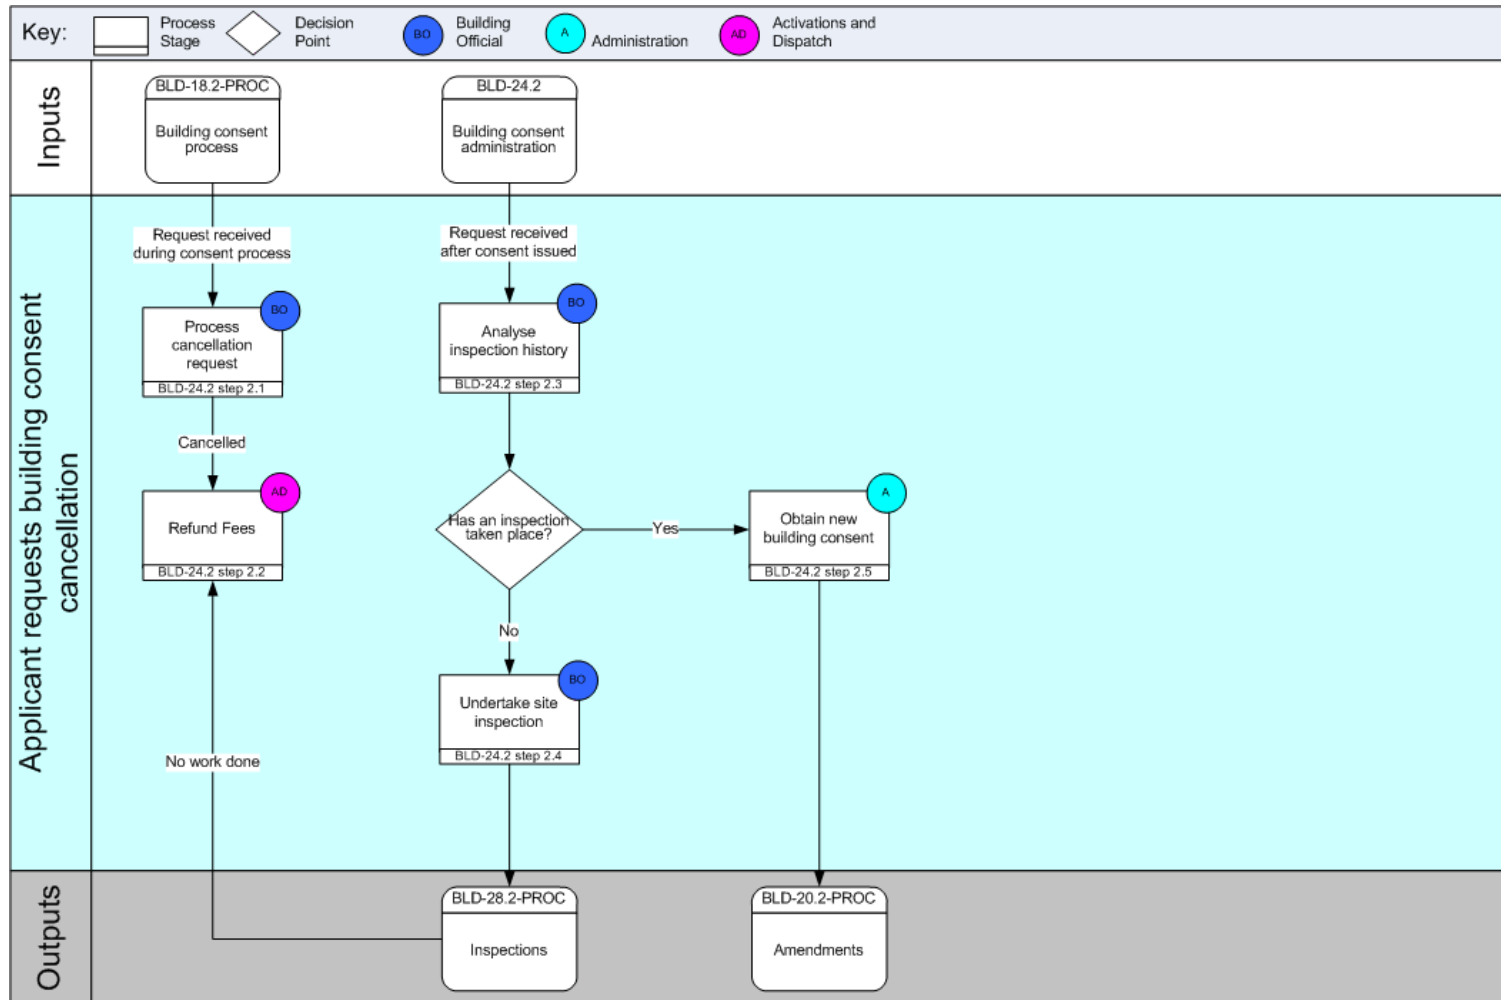 Key:
Process
Stage
Decision
Point
BO
Building
Official
A
Administration
AD
Activations and
Dispatch
Inputs
BLD-18.2-PROC
Building consent
process
BLD-24.2
Building consent
administration
Applicant requests building consent
cancellation
Request received
during consent process
Request received
after consent issued
BO
Process
cancellation
request
BLD-24.2 step 2.1
BO
Analyse
inspection history
BLD-24.2 step 2.3
Cancelled
AD
Refund Fees
BLD-24.2 step 2.2
Has an inspection
taken place?
Yes
A
Obtain new
building consent
BLD-24.2 step 2.5
No
BO
Undertake site
inspection
BLD-24.2 step 2.4
No work done
Outputs
BLD-28.2-PROC
Inspections
BLD-20.2-PROC
Amendments